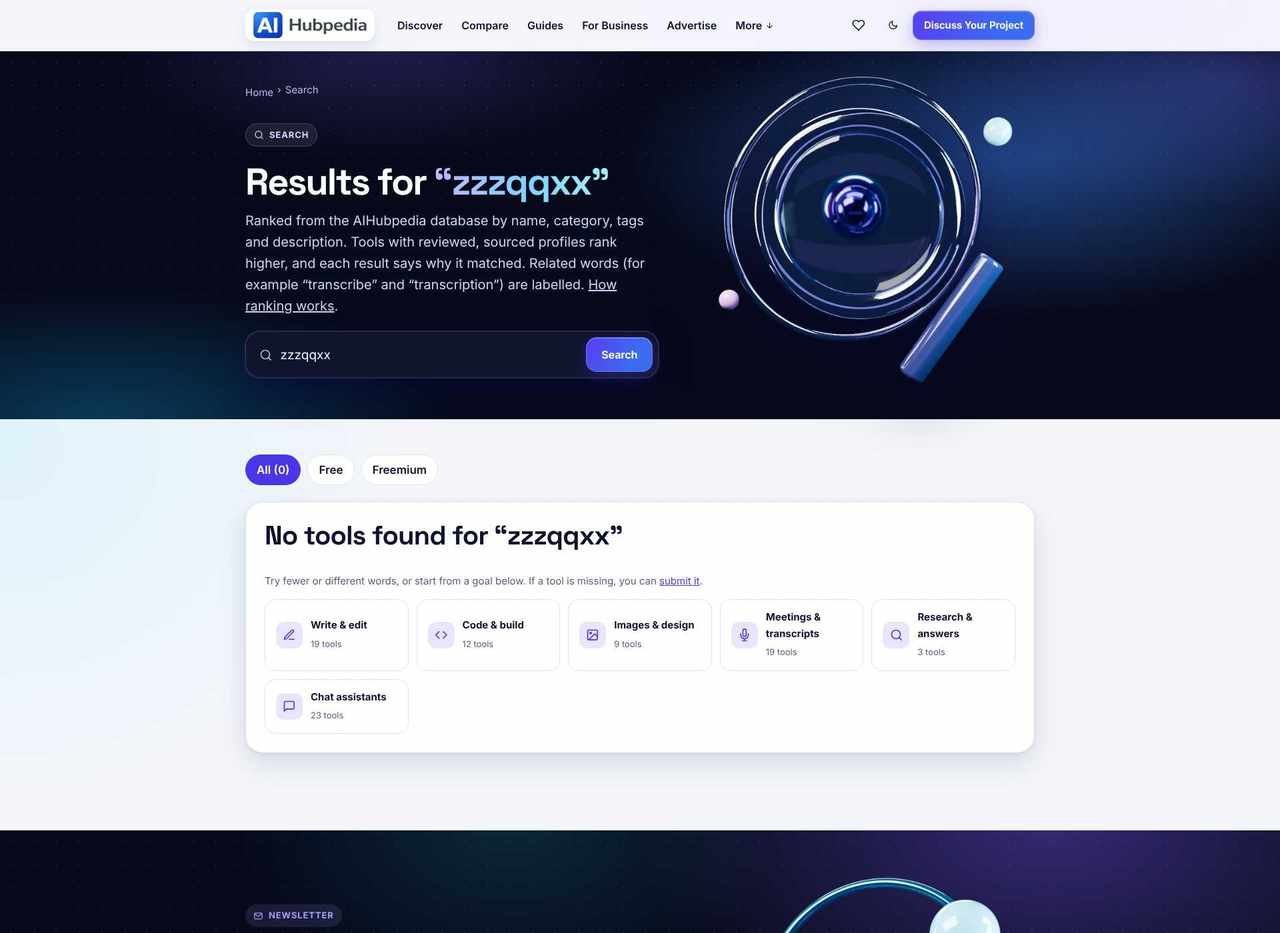 AI Hubpedia
Discover
Compare
Guides
For Business
Advertise
More ↓
Discuss Your Project
Home › Search
SEARCH
Results for “zzzqqxx”
Ranked from the AIHubpedia database by name, category, tags
and description. Tools with reviewed, sourced profiles rank
higher, and each result says why it matched. Related words (for
example “transcribe” and “transcription”) are labelled. How
ranking works.
zzzqqxx
Search
All (0)
Free
Freemium
No tools found for “zzzqqxx”
Try fewer or different words, or start from a goal below. If a tool is missing, you can submit it.
Write & edit
19 tools
Code & build
12 tools
Images & design
9 tools
Meetings &
transcripts
19 tools
Research &
answers
3 tools
Chat assistants
23 tools
NEWSLETTER